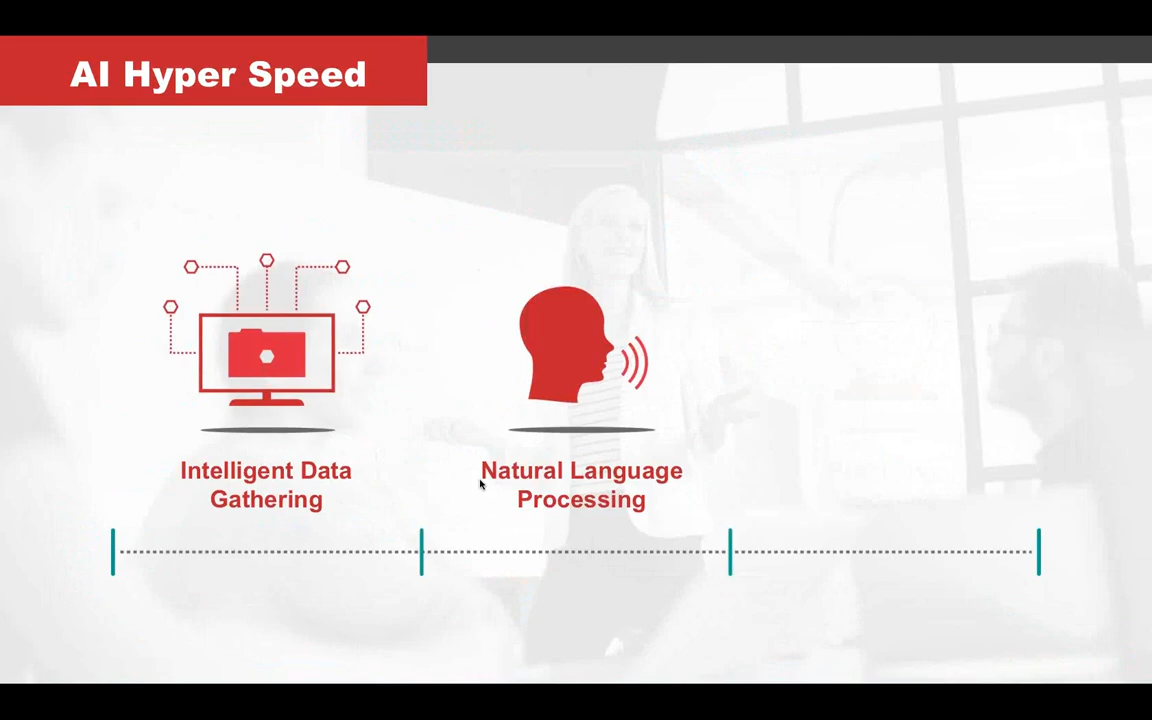 AI Hyper Speed
Intelligent Data
Gathering
Natural Language
Processing